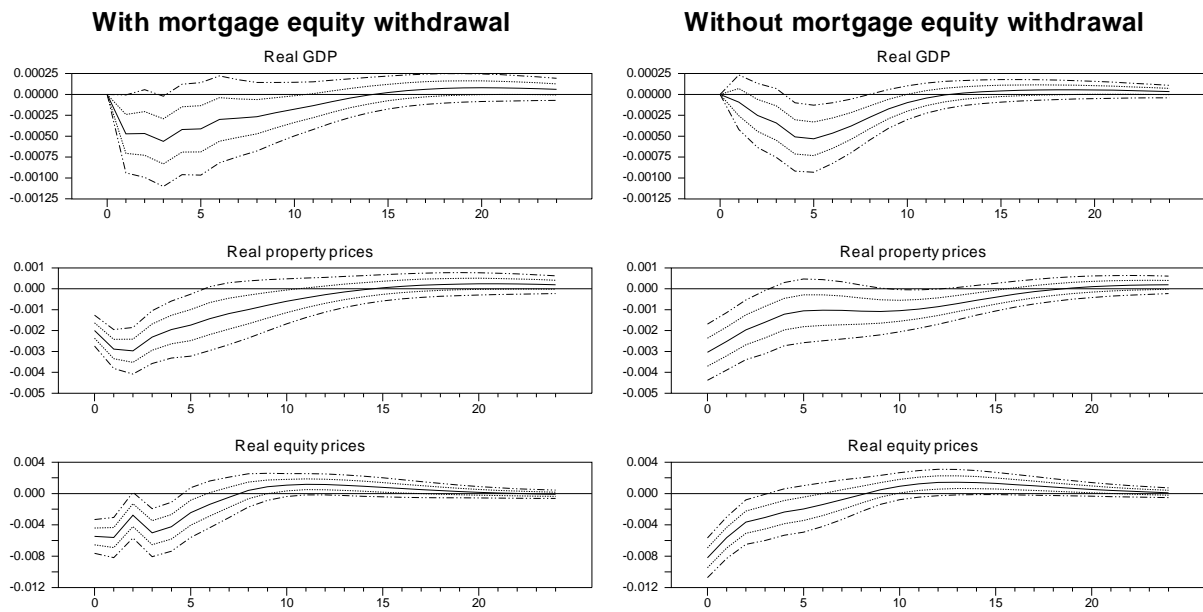 With mortgage equity withdrawal
Without mortgage equity withdrawal
Real GDP
0.00025
0.00000
-0.00025
-0.00050
-0.00075
-0.00100
-0.00125
0 5 10 15 20
Real GDP
0.00025
0.00000
-0.00025
-0.00050
-0.00075
-0.00100
-0.00125
0 5 10 15 20
Real property prices
0.001
0.000
-0.001
-0.002
-0.003
-0.004
-0.005
0 5 10 15 20
Real property prices
0.001
0.000
-0.001
-0.002
-0.003
-0.004
-0.005
0 5 10 15 20
Real equity prices
0.004
0.000
-0.004
-0.008
-0.012
0 5 10 15 20
Real equity prices
0.004
0.000
-0.004
-0.008
-0.012
0 5 10 15 20